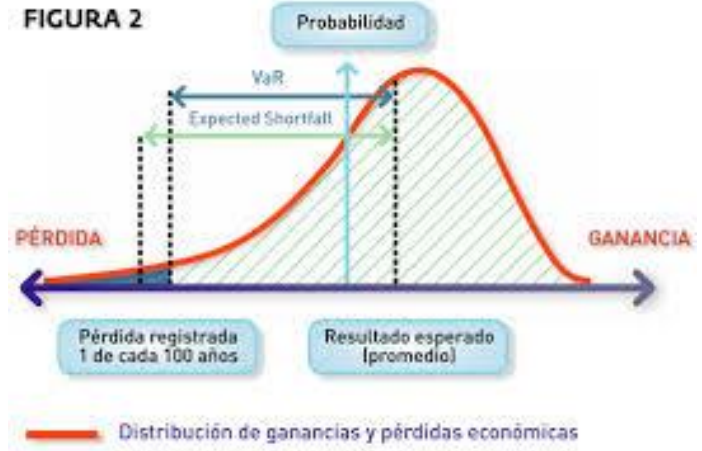 FIGURA 2
Probabilidad
VaR
Expected Shortfall
PÉRDIDA
GANANCIA
Pérdida registrada
1 de cada 100 años
Resultado esperado
(promedio)
Distribución de ganancias y pérdidas económicas